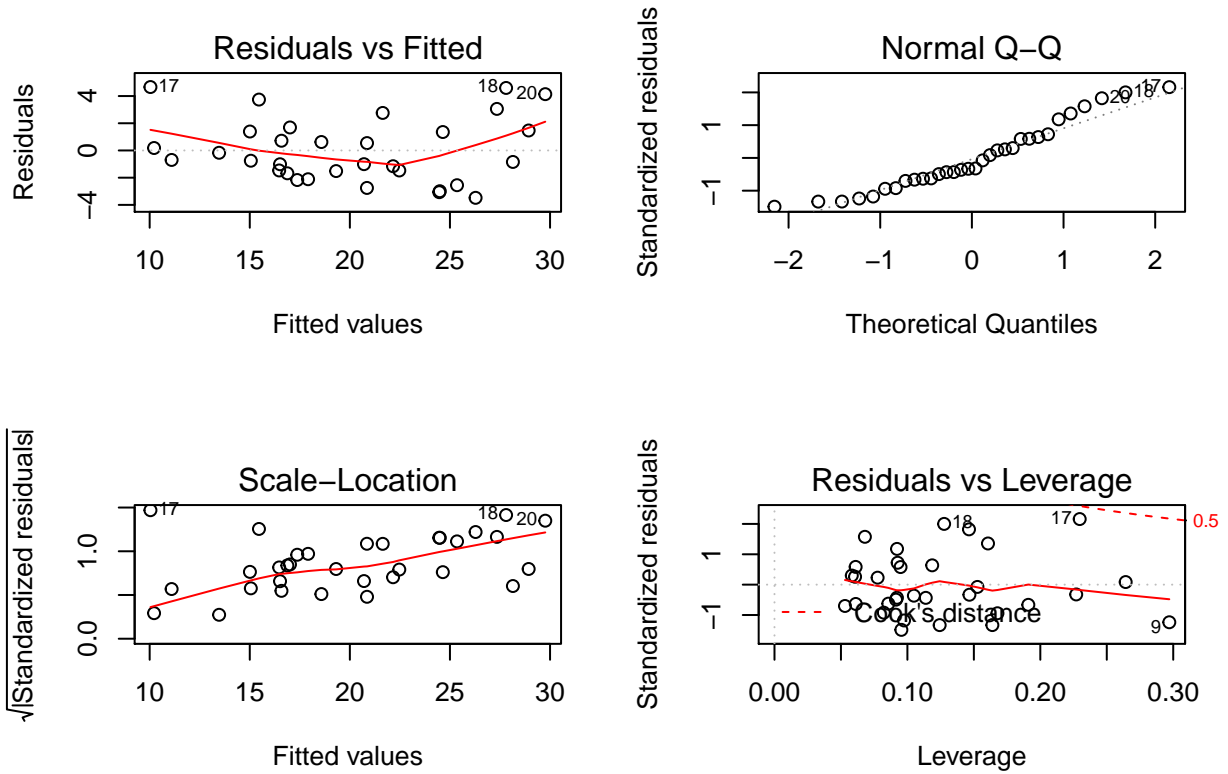 Residuals vs Fitted
Residuals
4
0
−4
17
18
20
10 15 20 25 30
Fitted values
Normal Q−Q
Standardized residuals
1
−1
20
18
17
−2 −1 0 1 2
Theoretical Quantiles
Scale−Location
√|Standardized residuals|
1.0
0.0
17
18
20
10 15 20 25 30
Fitted values
Residuals vs Leverage
Standardized residuals
1
−1
18
17
0.5
Cook's distance
9
0.00 0.10 0.20 0.30
Leverage